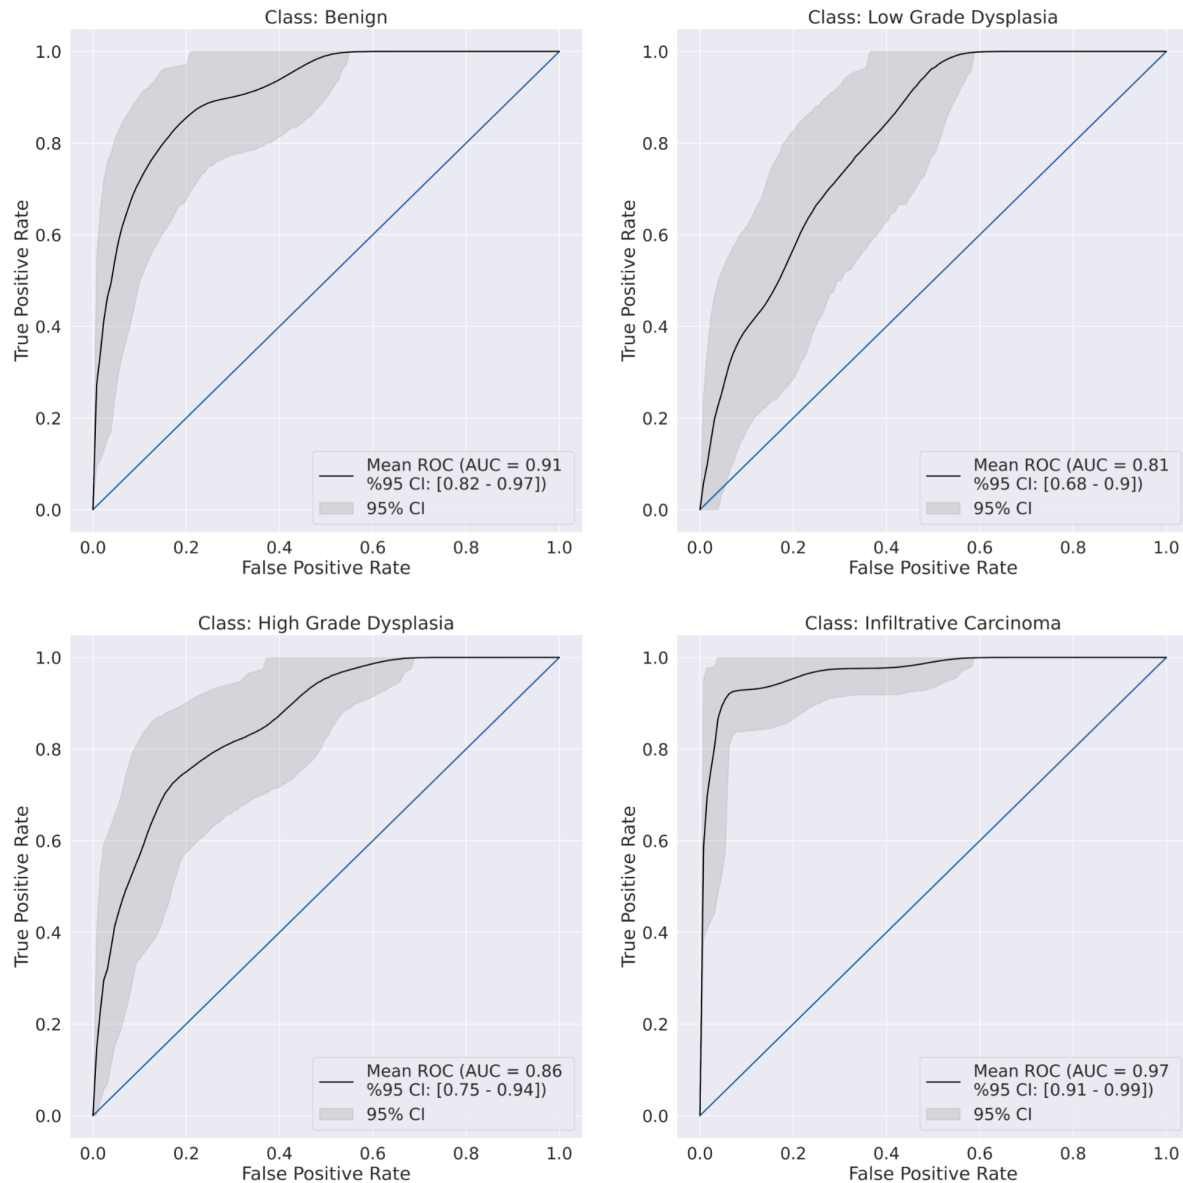 Class: Benign
1.0
0.8
0.6
0.4
0.2
0.0
True Positive Rate
Mean ROC (AUC = 0.91
%95 CI: [0.82 - 0.97])
95% CI
0.0 0.2 0.4 0.6 0.8 1.0
False Positive Rate
Class: Low Grade Dysplasia
1.0
0.8
0.6
0.4
0.2
0.0
True Positive Rate
Mean ROC (AUC = 0.81
%95 CI: [0.68 - 0.9])
95% CI
0.0 0.2 0.4 0.6 0.8 1.0
False Positive Rate
Class: High Grade Dysplasia
1.0
0.8
0.6
0.4
0.2
0.0
True Positive Rate
Mean ROC (AUC = 0.86
%95 CI: [0.75 - 0.94])
95% CI
0.0 0.2 0.4 0.6 0.8 1.0
False Positive Rate
Class: Infiltrative Carcinoma
1.0
0.8
0.6
0.4
0.2
0.0
True Positive Rate
Mean ROC (AUC = 0.97
%95 CI: [0.91 - 0.99])
95% CI
0.0 0.2 0.4 0.6 0.8 1.0
False Positive Rate